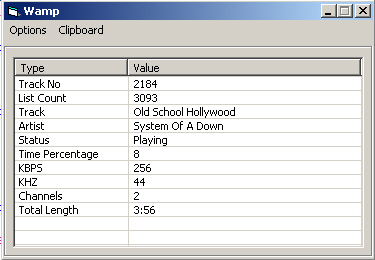 Wamp
Options Clipboard
Type Value
Track No 2184
List Count 3093
Track Old School Hollywood
Artist System Of A Down
Status Playing
Time Percentage 8
KBPS 256
KHZ 44
Channels 2
Total Length 3:56